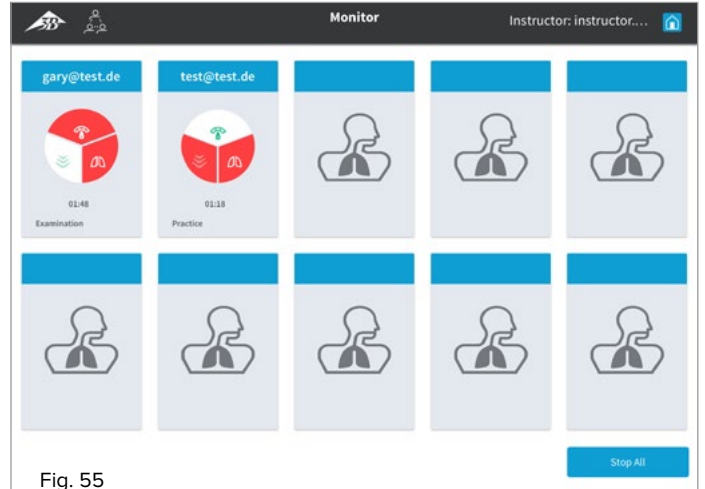 3B
Monitor
Instructor: instructor....
gary@test.de
test@test.de
01:48
01:18
Examination
Practice
Stop All
Fig. 55